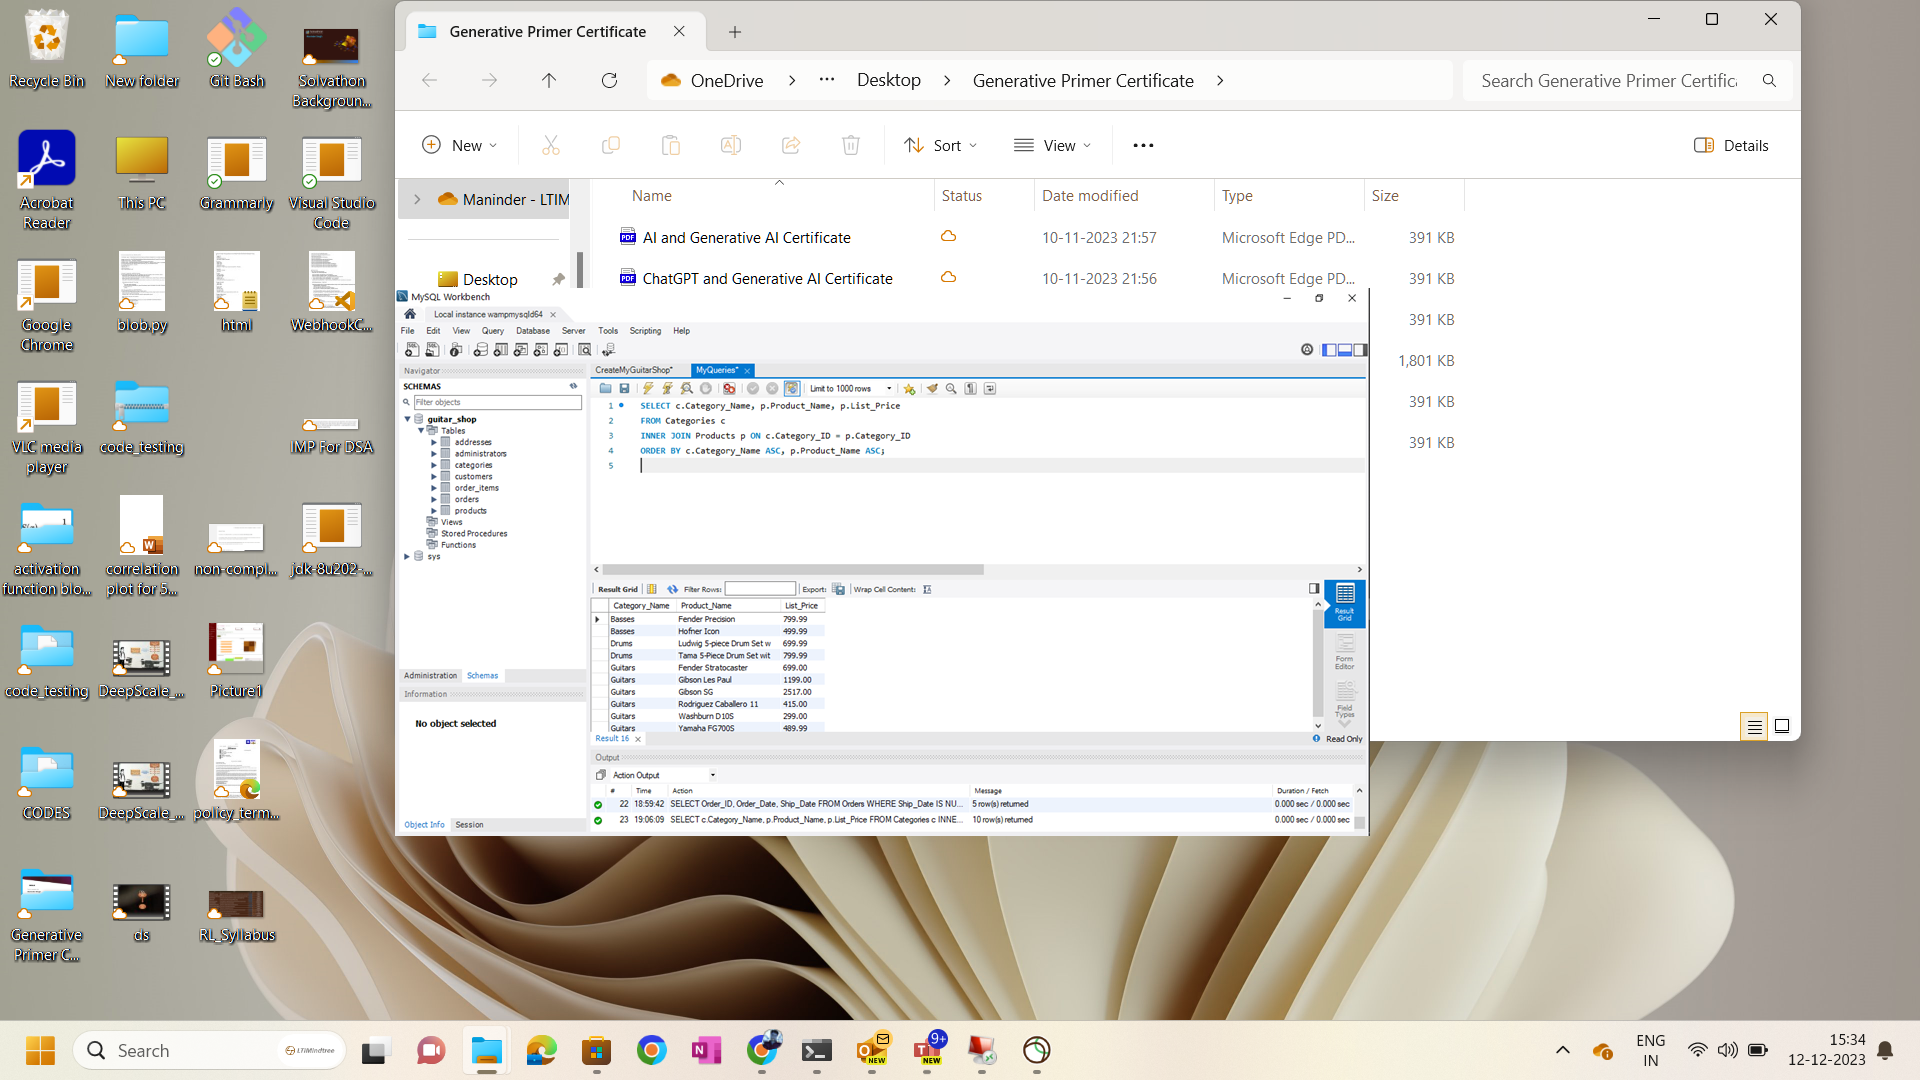 Recycle Bin
New folder
Git Bash
Solvathon
Backgroun...
Acrobat
Reader
This PC
Grammarly
Visual Studio
Code
Google
Chrome
blob.py
html
WebhookC...
VLC media
player
code_testing
IMP For DSA
activation
function blo...
correlation
plot for 5...
non-compl...
jdk-8u202-...
code_testing
DeepScale_...
Picture1
CODES
DeepScale_...
policy_term...
Generative
Primer C...
ds
RL_Syllabus
Generative Primer Certificate
OneDrive > ... Desktop > Generative Primer Certificate >
Search Generative Primer Certific
New
Sort
View
Details
Maninder - LTIM
Desktop
Name Status Date modified Type Size
AI and Generative AI Certificate 10-11-2023 21:57 Microsoft Edge PD... 391 KB
ChatGPT and Generative AI Certificate 10-11-2023 21:56 Microsoft Edge PD... 391 KB
391 KB
1,801 KB
391 KB
391 KB
MySQL Workbench
Local instance wampmysqld64
File Edit View Query Database Server Tools Scripting Help
Navigator
SCHEMAS
Filter objects
guitar_shop
Tables
addresses
administrators
categories
customers
order_items
orders
products
Views
Stored Procedures
Functions
sys
Administration Schemas
Information
No object selected
Object Info Session
CreateMyGuitarShop* MyQueries*
Limit to 1000 rows
1 SELECT c.Category_Name, p.Product_Name, p.List_Price
2 FROM Categories c
3 INNER JOIN Products p ON c.Category_ID = p.Category_ID
4 ORDER BY c.Category_Name ASC, p.Product_Name ASC;
5
Result Grid Filter Rows: Export: Wrap Cell Content:
Category_Name Product_Name List_Price
Basses Fender Precision 799.99
Basses Hofner Icon 499.99
Drums Ludwig 5-piece Drum Set w 699.99
Drums Tama 5-Piece Drum Set wit 799.99
Guitars Fender Stratocaster 699.00
Guitars Gibson Les Paul 1199.00
Guitars Gibson SG 2517.00
Guitars Rodriguez Caballero 11 415.00
Guitars Washburn D10S 299.00
Guitars Yamaha FG700S 489.99
Result
Grid
Form
Editor
Field
Types
Result 16
Read Only
Output
Action Output
# Time Action Message Duration / Fetch
22 18:59:42 SELECT Order_ID, Order_Date, Ship_Date FROM Orders WHERE Ship_Date IS NU... 5 row(s) returned 0.000 sec / 0.000 sec
23 19:06:09 SELECT c.Category_Name, p.Product_Name, p.List_Price FROM Categories c INNE... 10 row(s) returned 0.000 sec / 0.000 sec
Search
LTIMindtree
NEW
9+
NEW
ENG
IN
15:34
12-12-2023